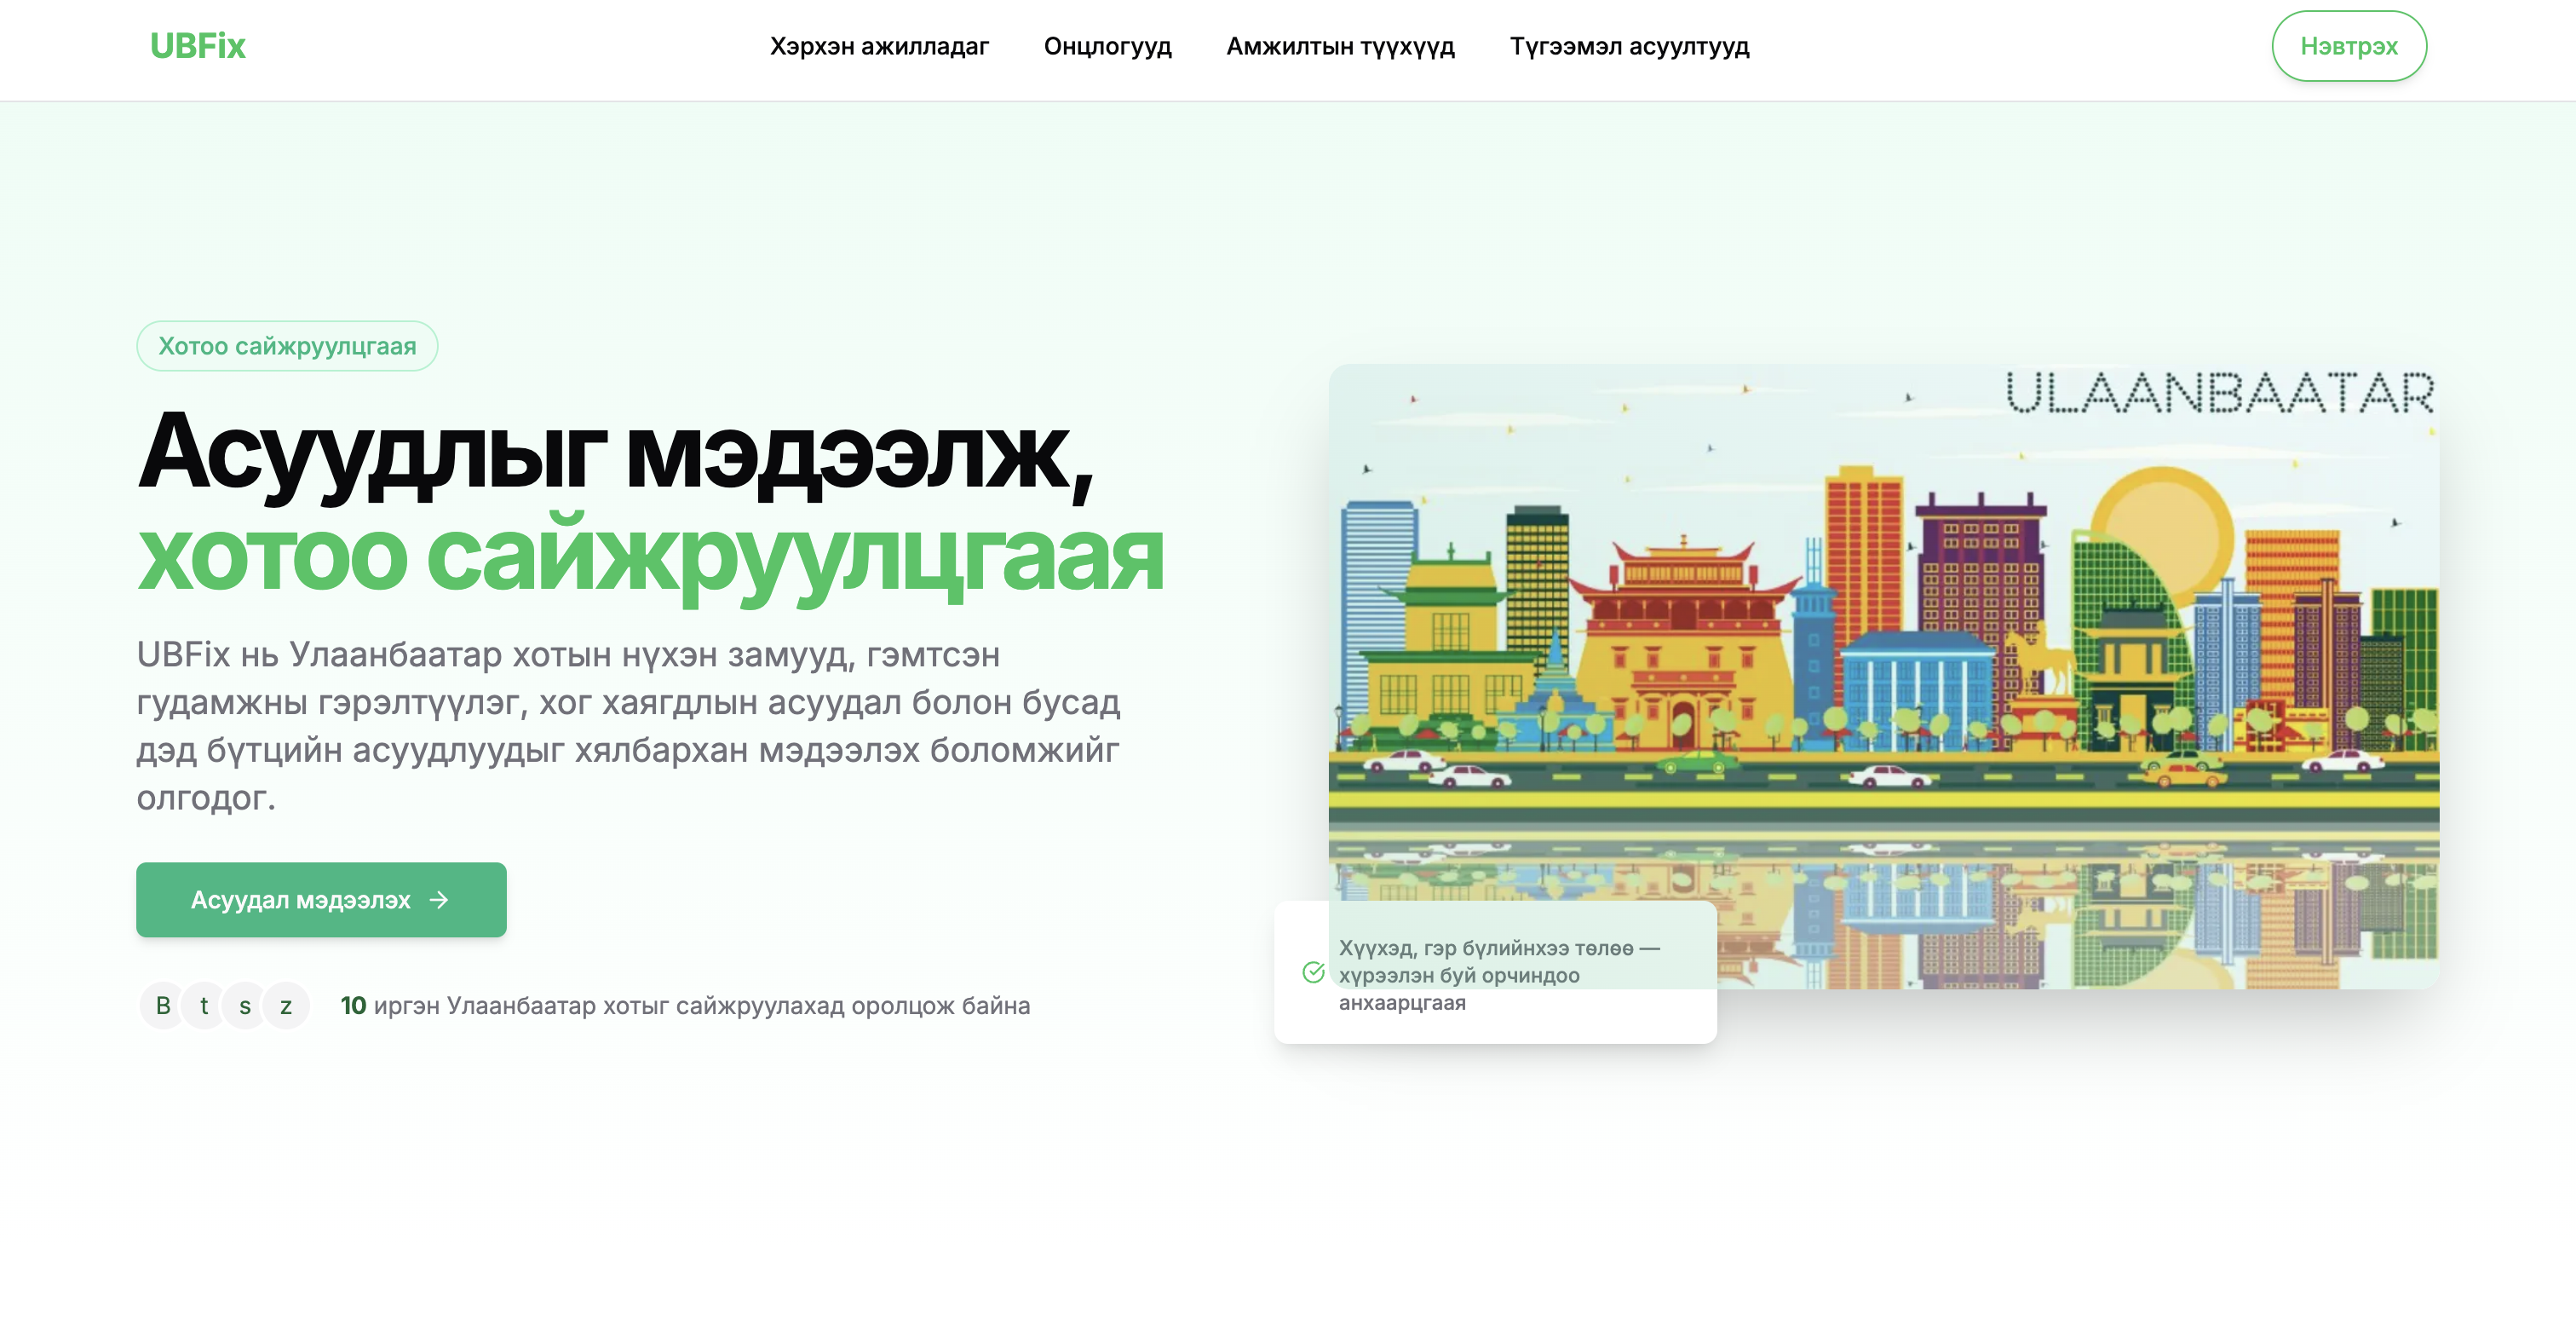 UBFix
Хэрхэн ажилладаг
Онцлогууд
Амжилтын түүхүүд
Түгээмэл асуултууд
Нэвтрэх
Хотоо сайжруулцгаая
Асуудлыг мэдээлж,
хотоо сайжруулцгаая
UBFix нь Улаанбаатар хотын нүхэн замууд, гэмтсэн
гудамжны гэрэлтүүлэг, хог хаягдлын асуудал болон бусад
дэд бүтцийн асуудлуудыг хялбархан мэдээлэх боломжийг
олгодог.
Асуудал мэдээлэх
B t s z
10 иргэн Улаанбаатар хотыг сайжруулахад оролцож байна
ULAANBAATAR
Хүүхэд, гэр бүлийнхээ төлөө —
хүрээлэн буй орчиндоо
анхаарцгаая